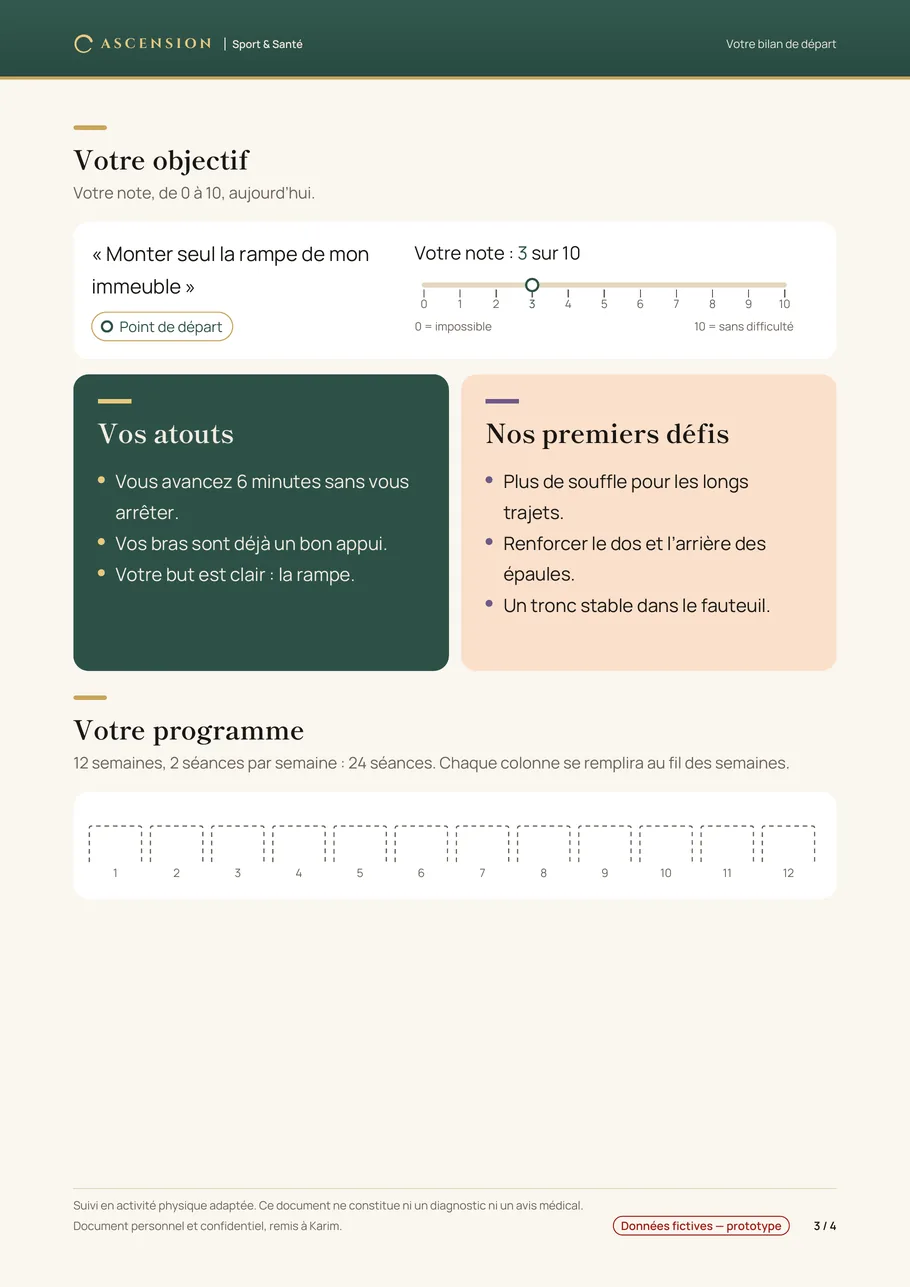 ASCENSION | Sport & Santé
Votre bilan de départ
Votre objectif
Votre note, de 0 à 10, aujourd'hui.
« Monter seul la rampe de mon
immeuble »
Point de départ
Votre note : 3 sur 10
0 1 2 3 4 5 6 7 8 9 10
0 = impossible
10 = sans difficulté
Vos atouts
Vous avancez 6 minutes sans vous
arrêter.
Vos bras sont déjà un bon appui.
Votre but est clair : la rampe.
Nos premiers défis
Plus de souffle pour les longs
trajets.
Renforcer le dos et l'arrière des
épaules.
Un tronc stable dans le fauteuil.
Votre programme
12 semaines, 2 séances par semaine : 24 séances. Chaque colonne se remplira au fil des semaines.
1 2 3 4 5 6 7 8 9 10 11 12
Suivi en activité physique adaptée. Ce document ne constitue ni un diagnostic ni un avis médical.
Document personnel et confidentiel, remis à Karim.
Données fictives — prototype
3 / 4